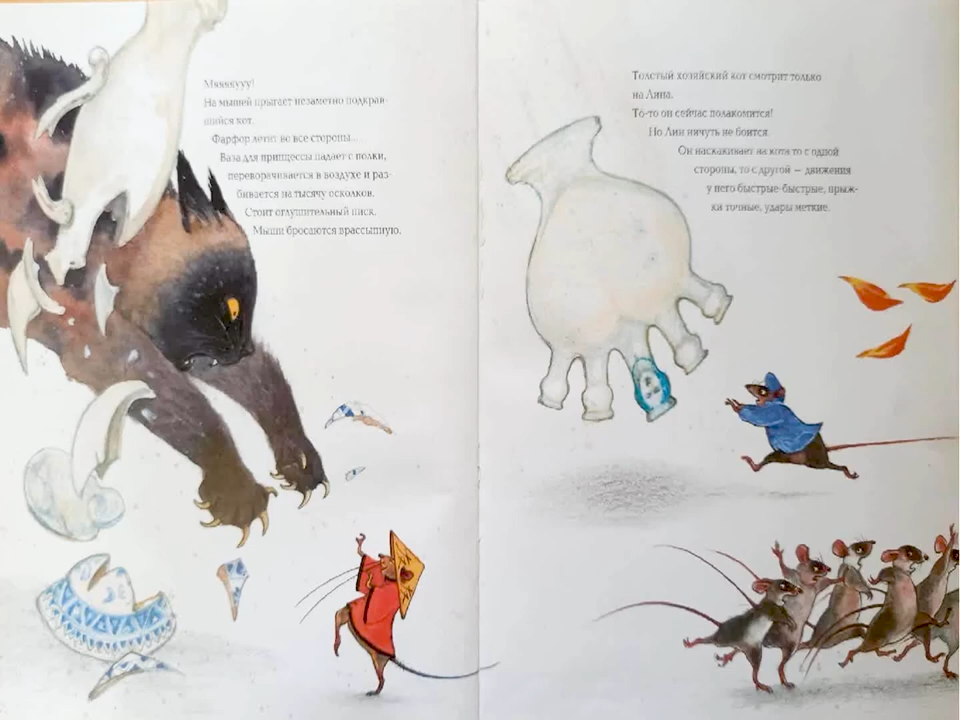 Мяяяууу!
На мышей прыгает незаметно подкрав-
шийся кот.
Фарфор летит во все стороны...
Ваза для принцессы падает с полки,
переворачивается в воздухе и раз-
бивается на тысячу осколков.
Стоит оглушительный писк.
Мыши бросаются врассыпную.
Толстый хозяйский кот смотрит только
на Лина.
То-то он сейчас полакомится!
Но Лин ничуть не боится.
Он наскакивает на кота то с одной
стороны, то с другой — движения
у него быстрые-быстрые, прыж-
ки точные, удары меткие.